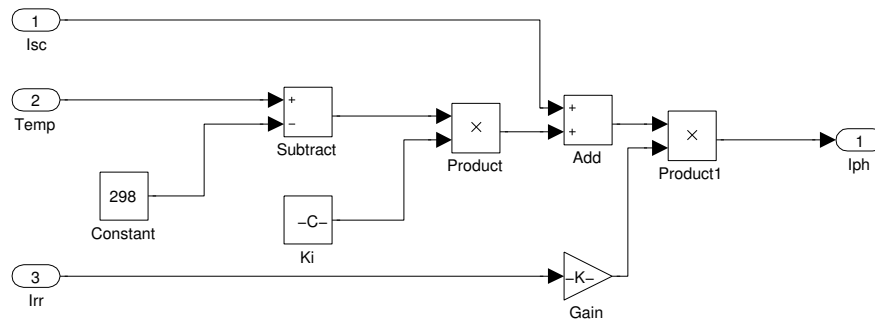 1
Isc
2
Temp
+
−
Subtract
298
Constant
×
Product
−C−
Ki
+
+
Add
×
Product1
1
Iph
3
Irr
−K−
Gain